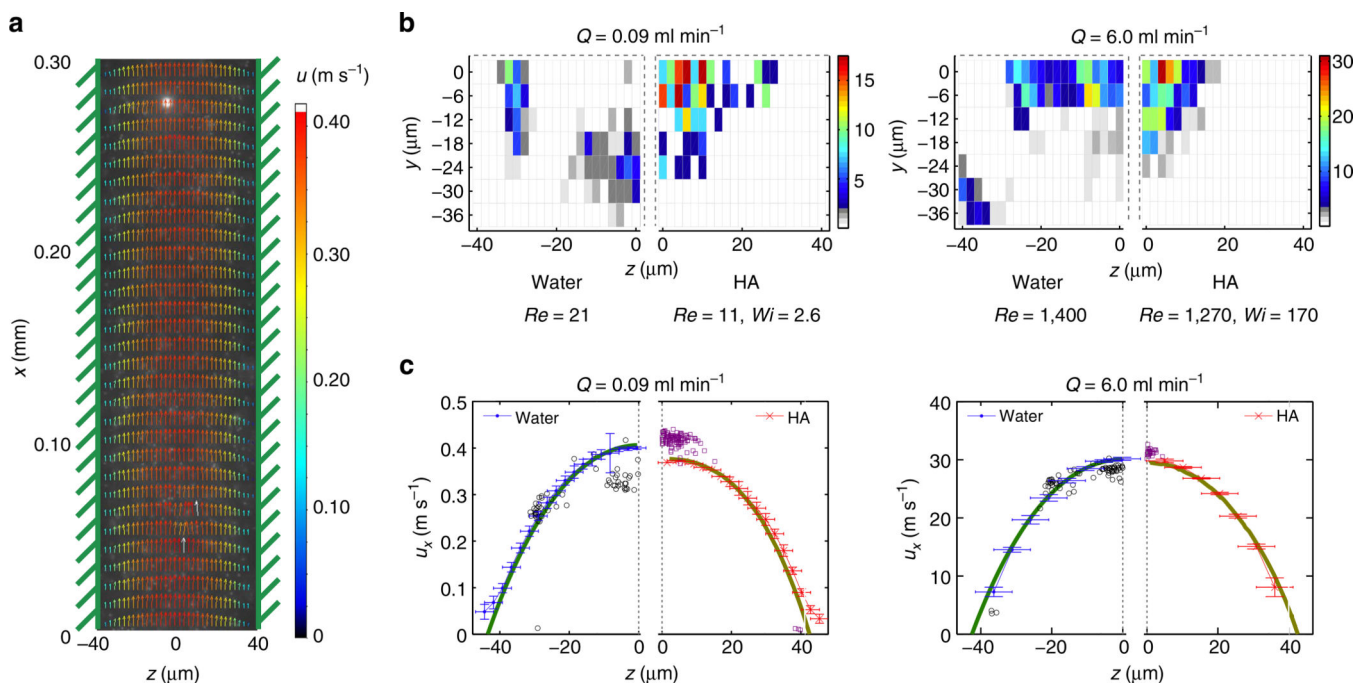 a
0.30
0.20
0.10
0
x (mm)
−40
0
40
z (μm)
u (m s−1)
0.40
0.30
0.20
0.10
0
b
Q = 0.09 ml min−1
0
−6
−12
−18
−24
−30
−36
y (μm)
−40
−20
0
20
40
z (μm)
15
10
5
Water
HA
Re = 21
Re = 11, Wi = 2.6
Q = 6.0 ml min−1
0
−6
−12
−18
−24
−30
−36
y (μm)
−40
−20
0
20
40
z (μm)
30
25
20
15
10
5
Water
HA
Re = 1,400
Re = 1,270, Wi = 170
c
Q = 0.09 ml min−1
Water
HA
0.5
0.4
0.3
0.2
0.1
0
ux (m s−1)
−40
−20
0
20
40
z (μm)
Q = 6.0 ml min−1
Water
HA
40
30
20
10
0
ux (m s−1)
−40
−20
0
20
40
z (μm)